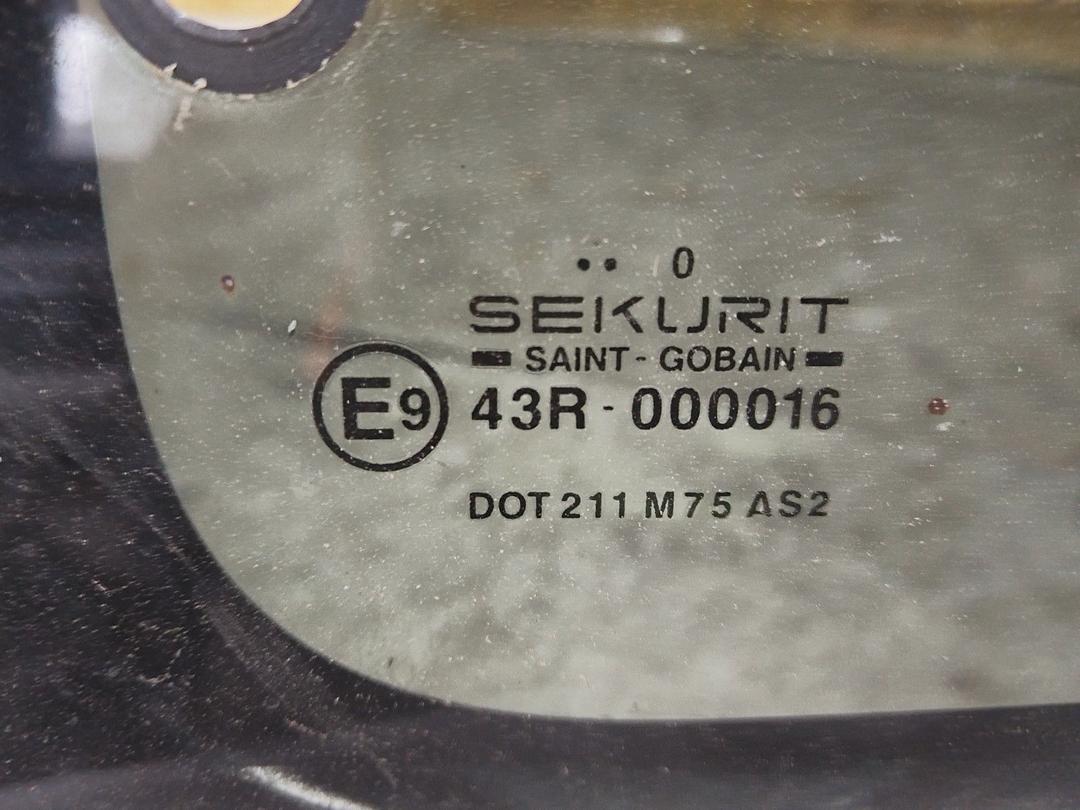 .. 0
SEKURIT
SAINT-GOBAIN
E9 43R-000016
DOT 211 M75 AS2